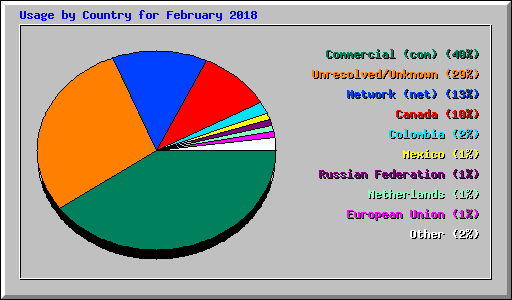 Usage by Country for February 2018
Commercial (com) (40%)
Unresolved/Unknown (29%)
Network (net) (13%)
Canada (10%)
Colombia (2%)
Mexico (1%)
Russian Federation (1%)
Netherlands (1%)
European Union (1%)
Other (2%)